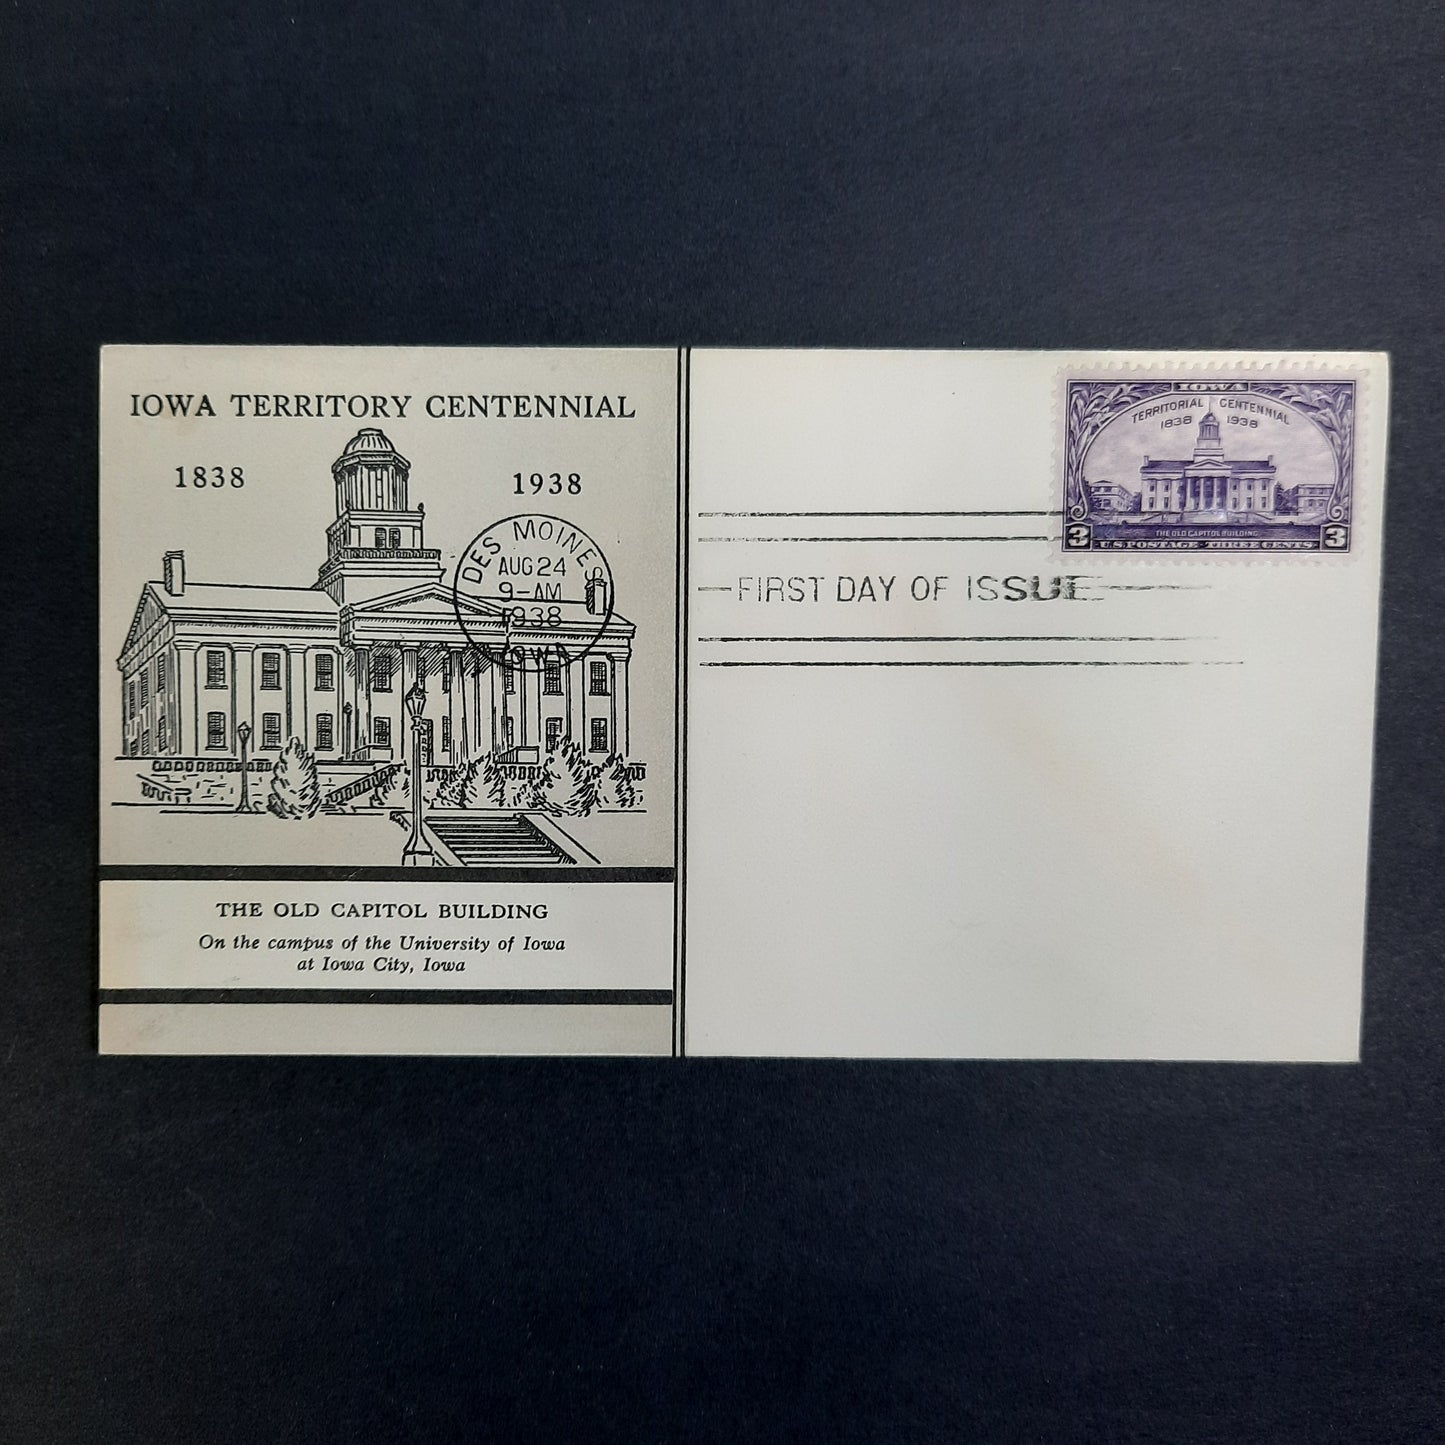 IOWA TERRITORY CENTENNIAL
1838 1938
DES MOINES
AUG 24
9-AM
1938
IOWA
THE OLD CAPITOL BUILDING
On the campus of the University of Iowa
at Iowa City, Iowa
IOWA
TERRITORIAL CENTENNIAL
1838 1938
THE OLD CAPITOL BUILDING
3 U.S. POSTAGE · THREE CENTS · 3
FIRST DAY OF ISSUE